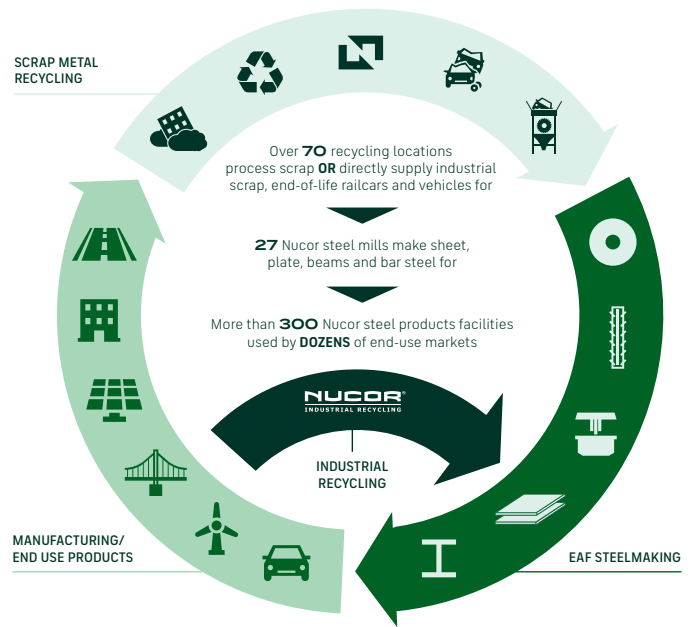 SCRAP METAL
RECYCLING
Over 70 recycling locations
process scrap OR directly supply industrial
scrap, end-of-life railcars and vehicles for
27 Nucor steel mills make sheet,
plate, beams and bar steel for
More than 300 Nucor steel products facilities
used by DOZENS of end-use markets
NUCOR®
INDUSTRIAL RECYCLING
INDUSTRIAL
RECYCLING
MANUFACTURING/
END USE PRODUCTS
EAF STEELMAKING